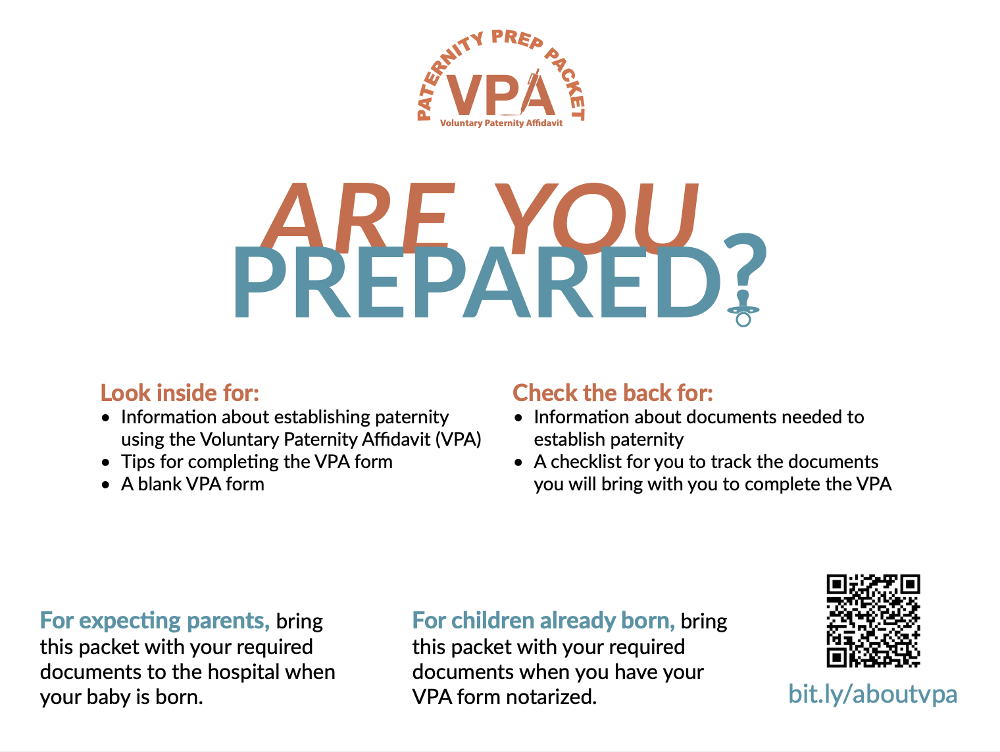 PATERNITY PREP PACKET
VPA
Voluntary Paternity Affidavit
ARE YOU
PREPARED?
Look inside for:
• Information about establishing paternity
using the Voluntary Paternity Affidavit (VPA)
• Tips for completing the VPA form
• A blank VPA form
Check the back for:
• Information about documents needed to
establish paternity
• A checklist for you to track the documents
you will bring with you to complete the VPA
For expecting parents, bring
this packet with your required
documents to the hospital when
your baby is born.
For children already born, bring
this packet with your required
documents when you have your
VPA form notarized.
bit.ly/aboutvpa